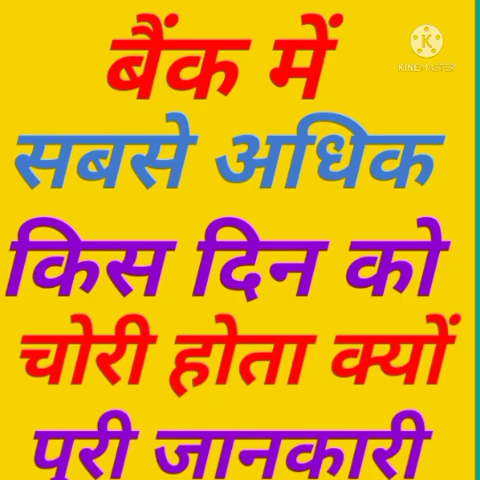 बैंक में
K
KINEMASTER
सबसे अधिक
किस दिन को
चोरी होता क्यों
पूरी जानकारी